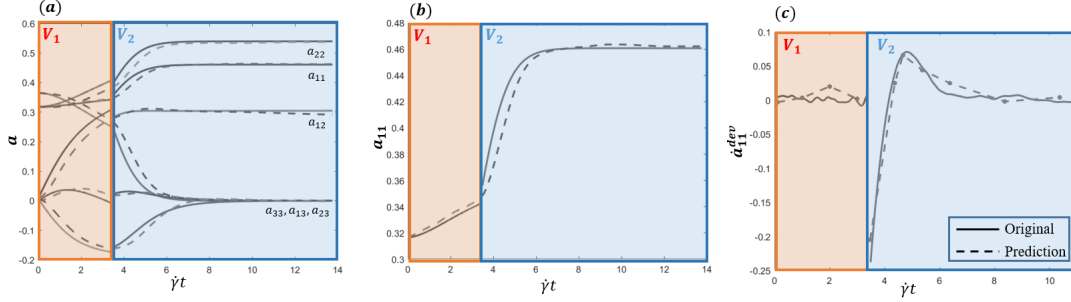 (a)
V1
V2
0.6
0.5
0.4
0.3
0.2
0.1
0
-0.1
-0.2
a
a22
a11
a12
a33, a13, a23
0 2 4 6 8 10 12 14
γ̇ t
(b)
V1
V2
0.48
0.46
0.44
0.42
0.4
0.38
0.36
0.34
0.32
0.3
a11
0 2 4 6 8 10 12 14
γ̇ t
(c)
V1
V2
0.1
0.05
0
-0.05
-0.1
-0.15
-0.2
-0.25
ȧ11^dev
Original
Prediction
0 2 4 6 8 10
γ̇ t